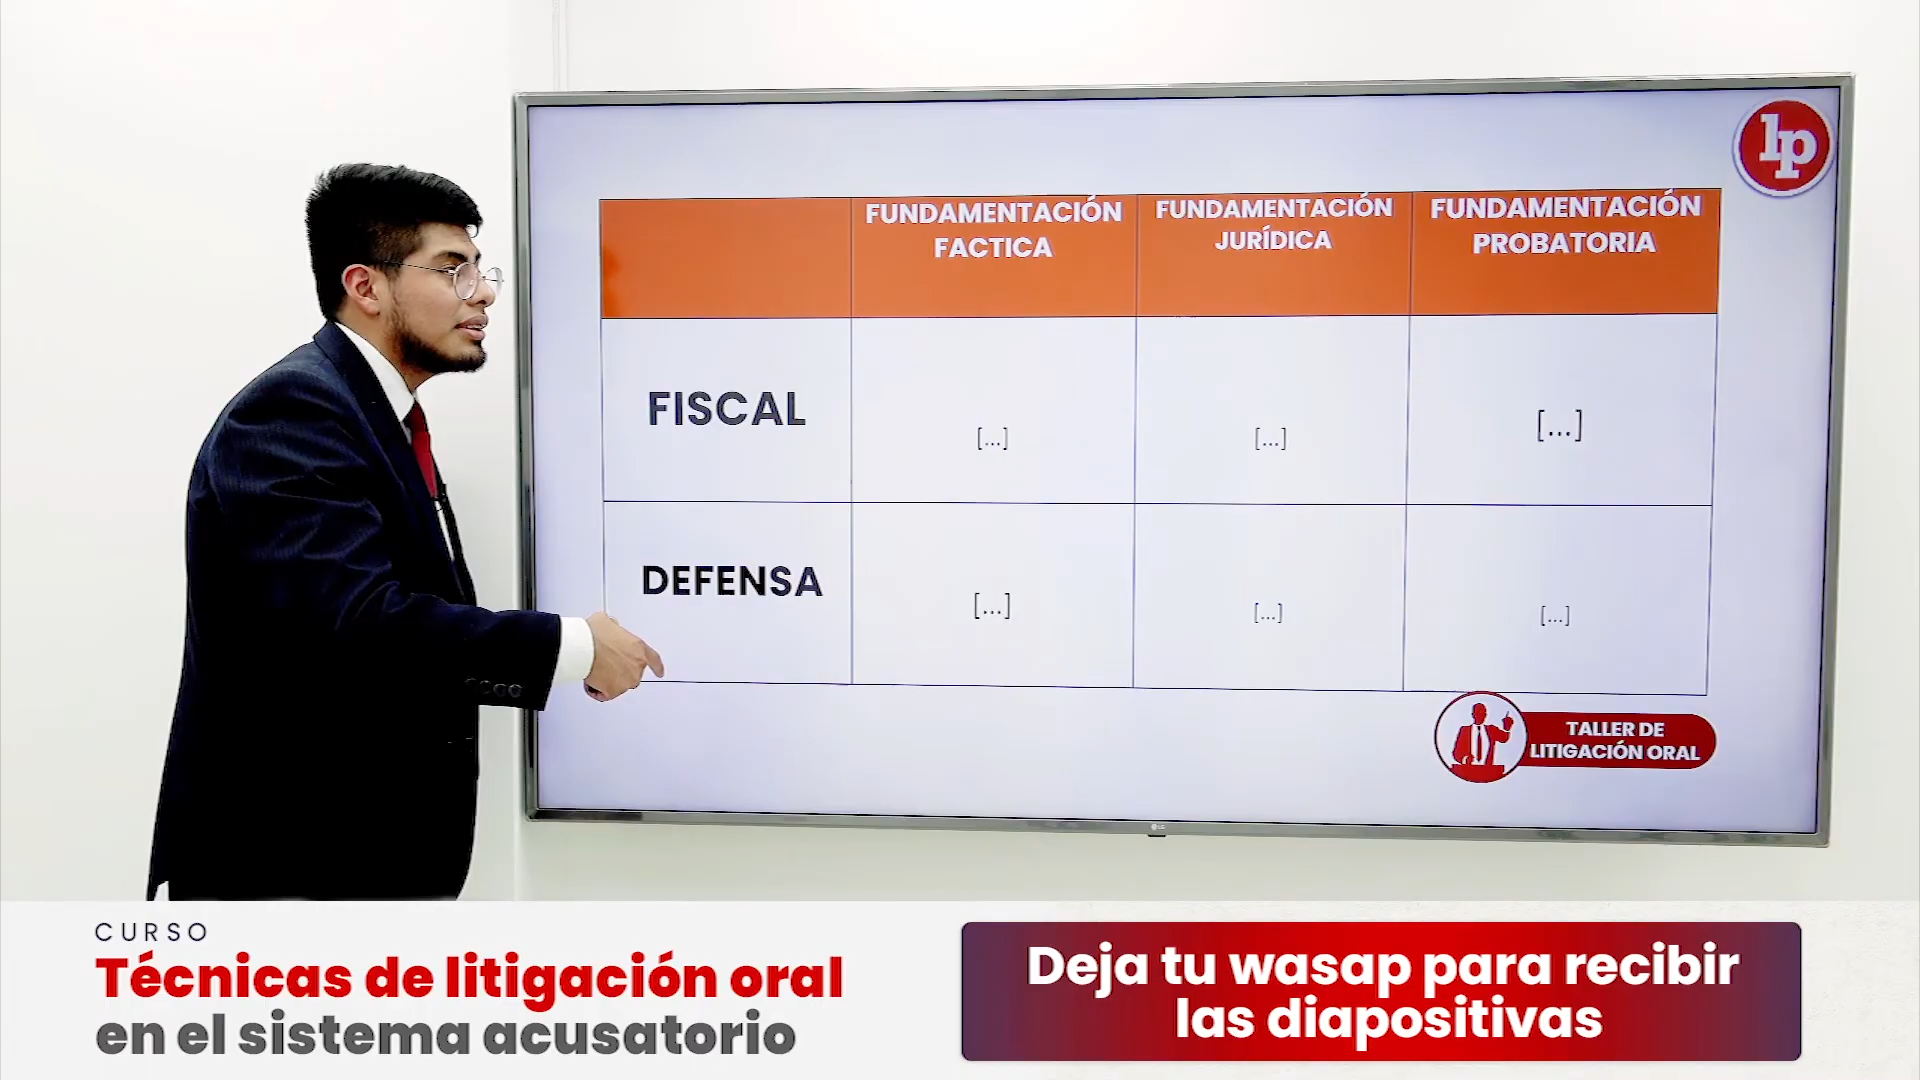 lp
FUNDAMENTACIÓN
FACTICA
FUNDAMENTACIÓN
JURÍDICA
FUNDAMENTACIÓN
PROBATORIA
FISCAL
[...]
[...]
[...]
DEFENSA
[...]
[...]
[...]
TALLER DE
LITIGACIÓN ORAL
LG
CURSO
Técnicas de litigación oral
en el sistema acusatorio
Deja tu wasap para recibir
las diapositivas